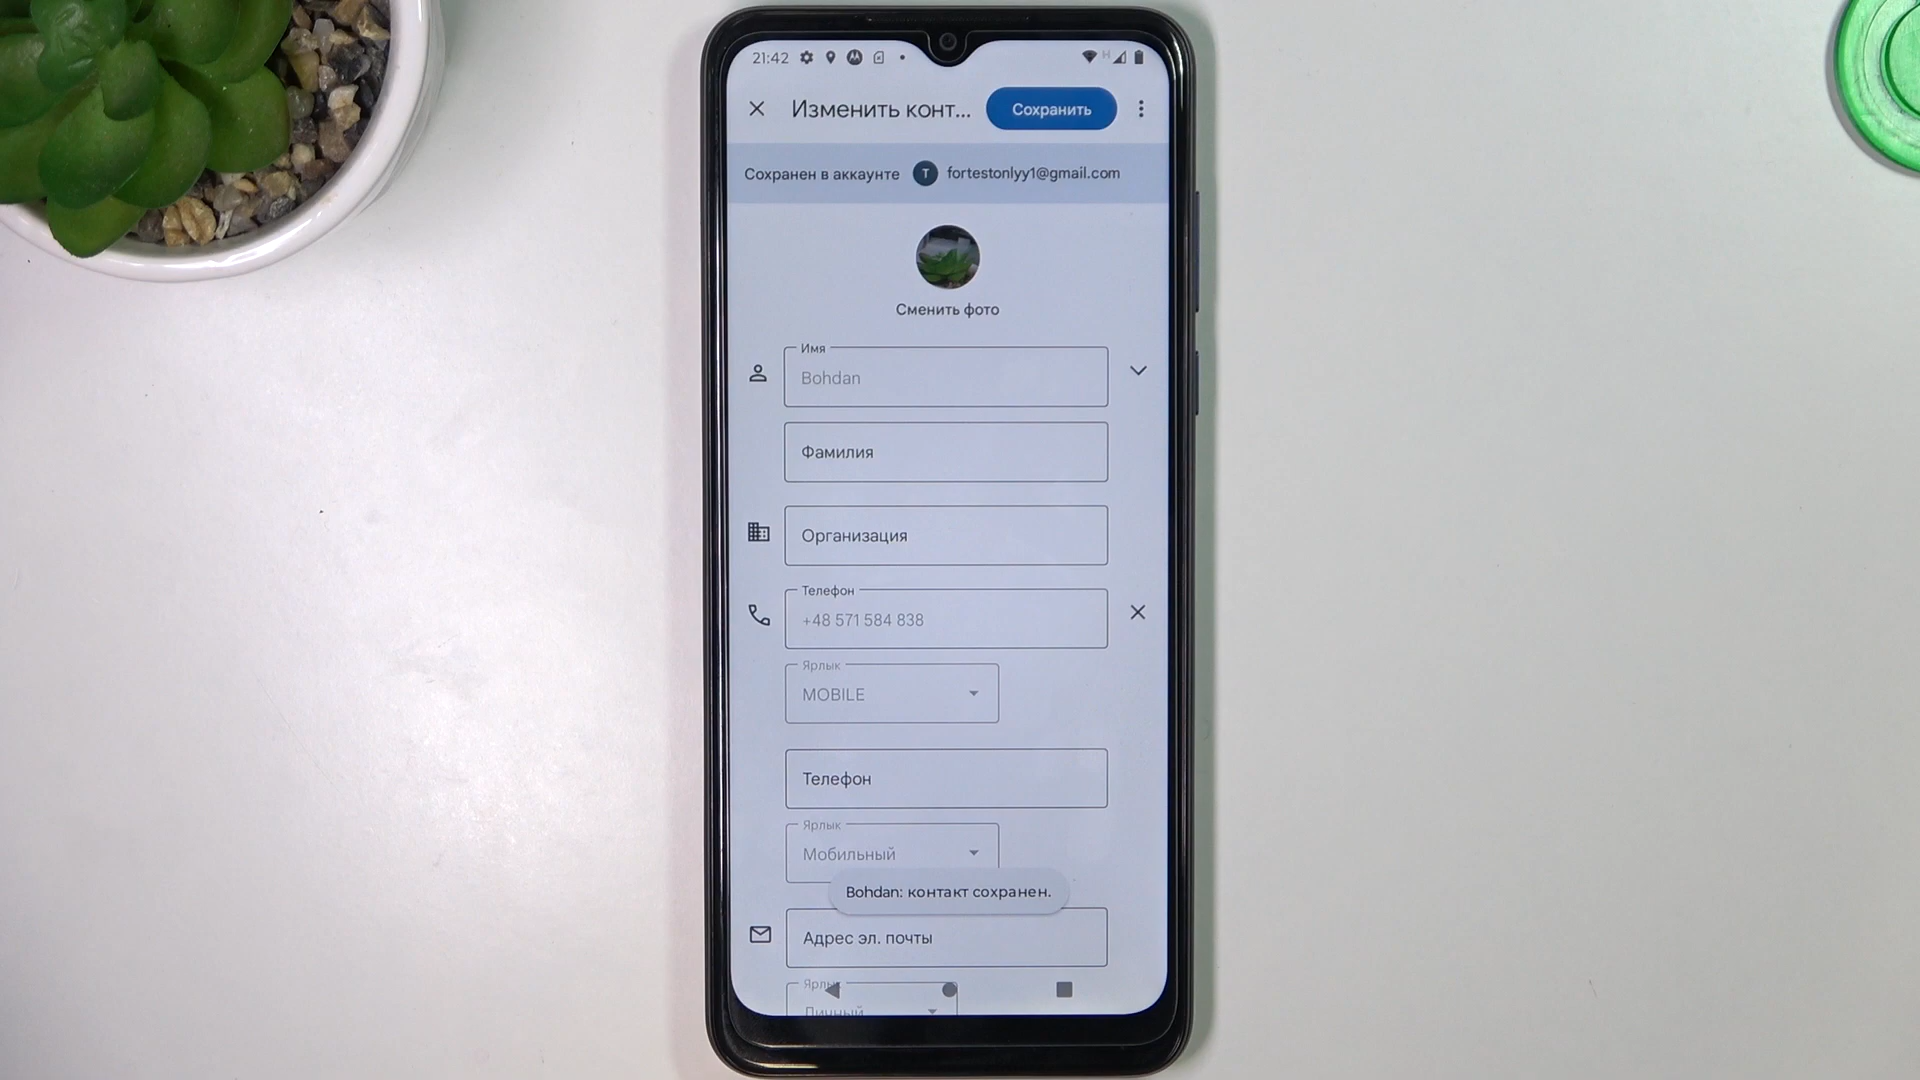 21:42
Изменить конт...
Сохранить
Сохранен в аккаунте T fortestonlyy1@gmail.com
Сменить фото
Имя
Bohdan
Фамилия
Организация
Телефон
+48 571 584 838
Ярлык
MOBILE
Телефон
Ярлык
Мобильный
Bohdan: контакт сохранен.
Адрес эл. почты
Ярлык
Личный